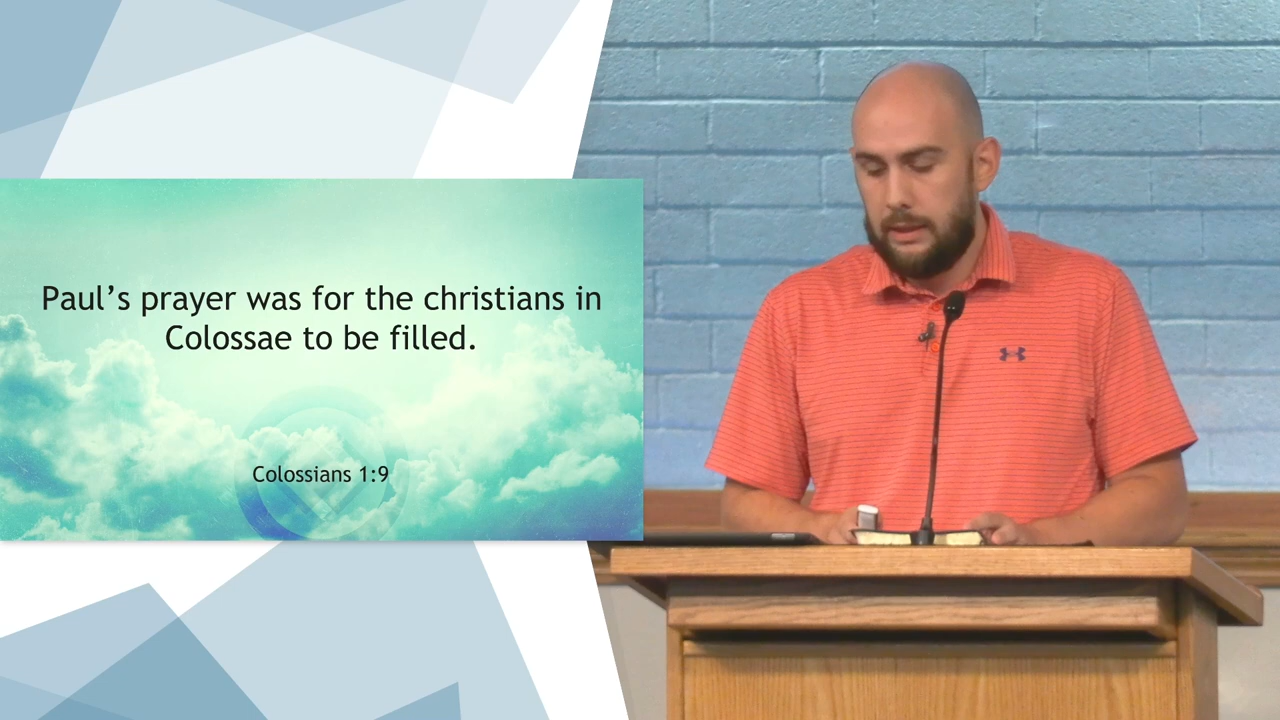 Paul’s prayer was for the christians in
Colossae to be filled.
Colossians 1:9